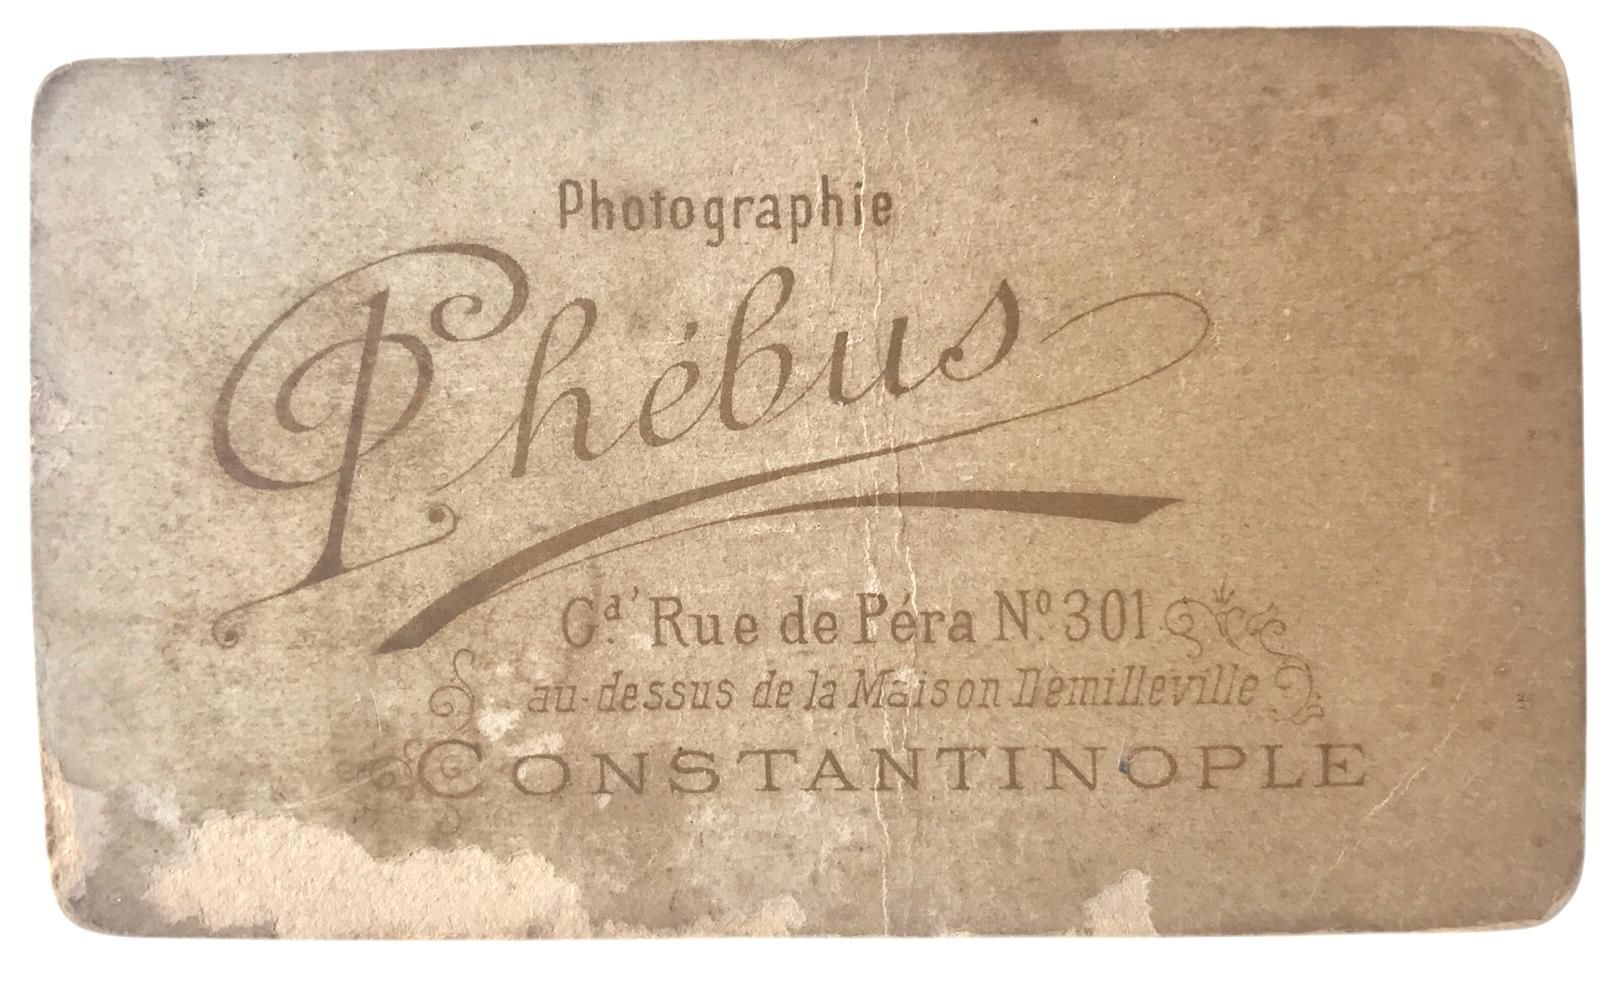 Photographie
Phébus
Gd.' Rue de Péra No. 301
au-dessus de la Maison Demilleville
CONSTANTINOPLE